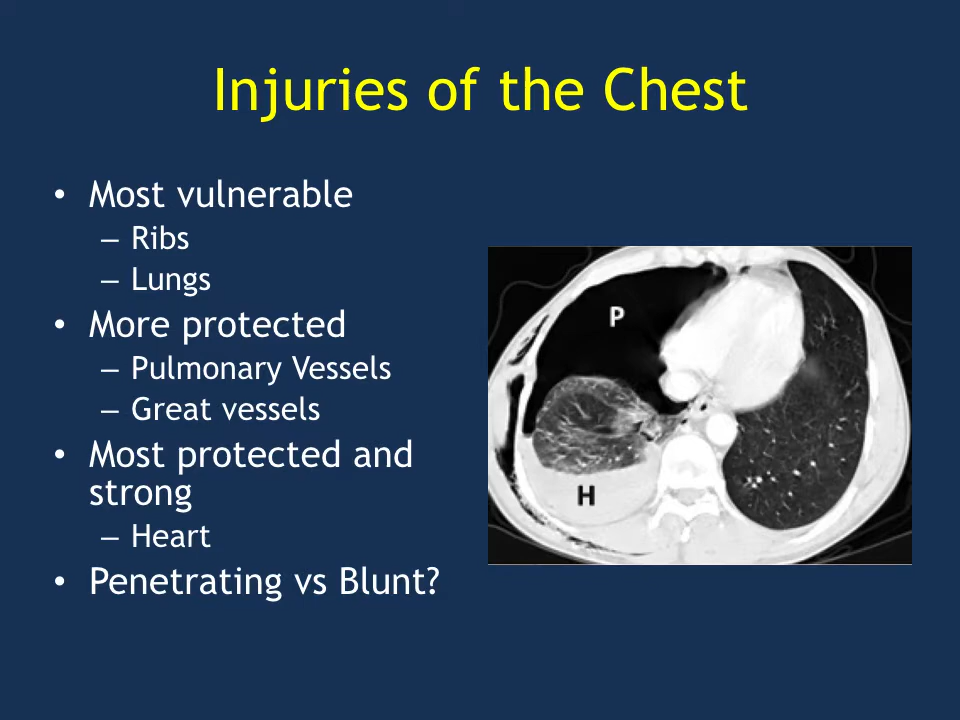 Injuries of the Chest
• Most vulnerable
– Ribs
– Lungs
• More protected
– Pulmonary Vessels
– Great vessels
• Most protected and
strong
– Heart
• Penetrating vs Blunt?
P
H